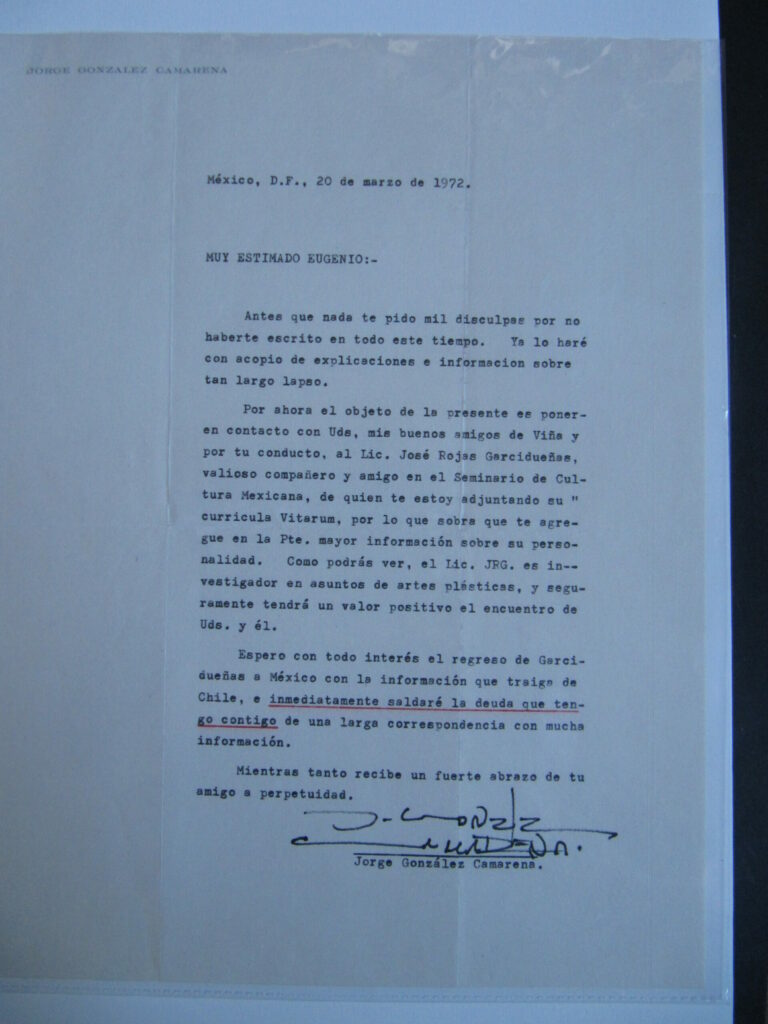 JORGE GONZALEZ CAMARENA
México, D.F., 20 de marzo de 1972.
MUY ESTIMADO EUGENIO:-
Antes que nada te pido mil disculpas por no
haberte escrito en todo este tiempo. Ya lo haré
con acopio de explicaciones e informacion sobre
tan largo lapso.
Por ahora el objeto de la presente es poner-
en contacto con Uds, mis buenos amigos de Viña y
por tu conducto, al Lic. José Rojas Garcidueñas,
valioso compañero y amigo en el Seminario de Cul-
tura Mexicana, de quien te estoy adjuntando su "
curricula Vitarum, por lo que sobra que te agre-
gue en la Pte. mayor información sobre su perso-
nalidad. Como podrás ver, el Lic. JRG. es in--
vestigador en asuntos de artes plásticas, y segu-
ramente tendrá un valor positivo el encuentro de
Uds. y él.
Espero con todo interés el regreso de Garci-
dueñas a México con la información que traiga de
Chile, e inmediatamente saldaré la deuda que ten-
go contigo de una larga correspondencia con mucha
información.
Mientras tanto recibe un fuerte abrazo de tu
amigo a perpetuidad.
J. GONZLZ
CAMARENA.
Jorge González Camarena.